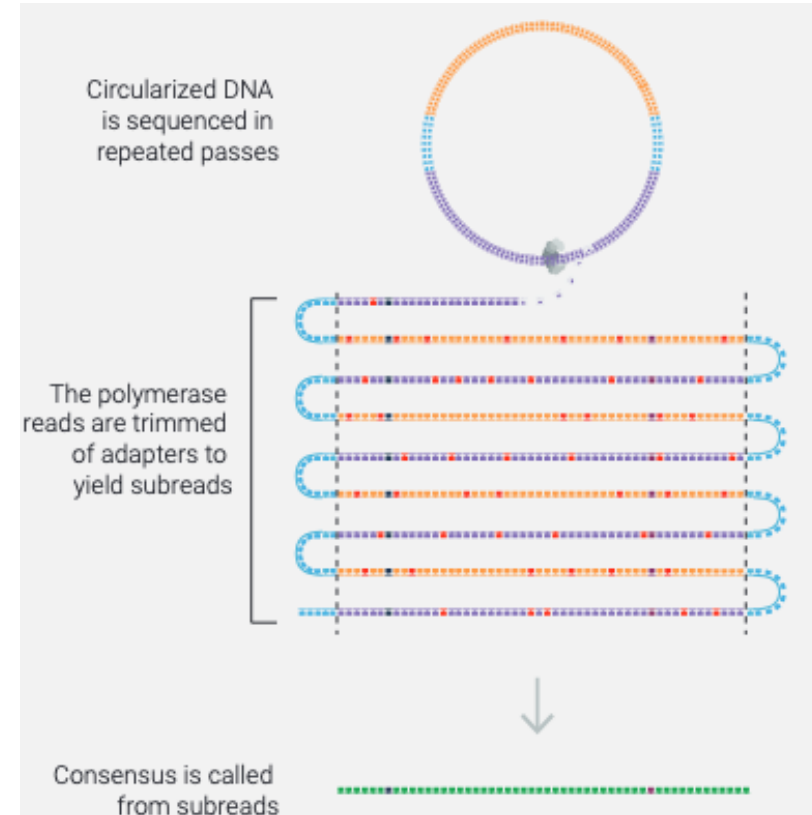 Circularized DNA
is sequenced in
repeated passes
The polymerase
reads are trimmed
of adapters to
yield subreads
Consensus is called
from subreads